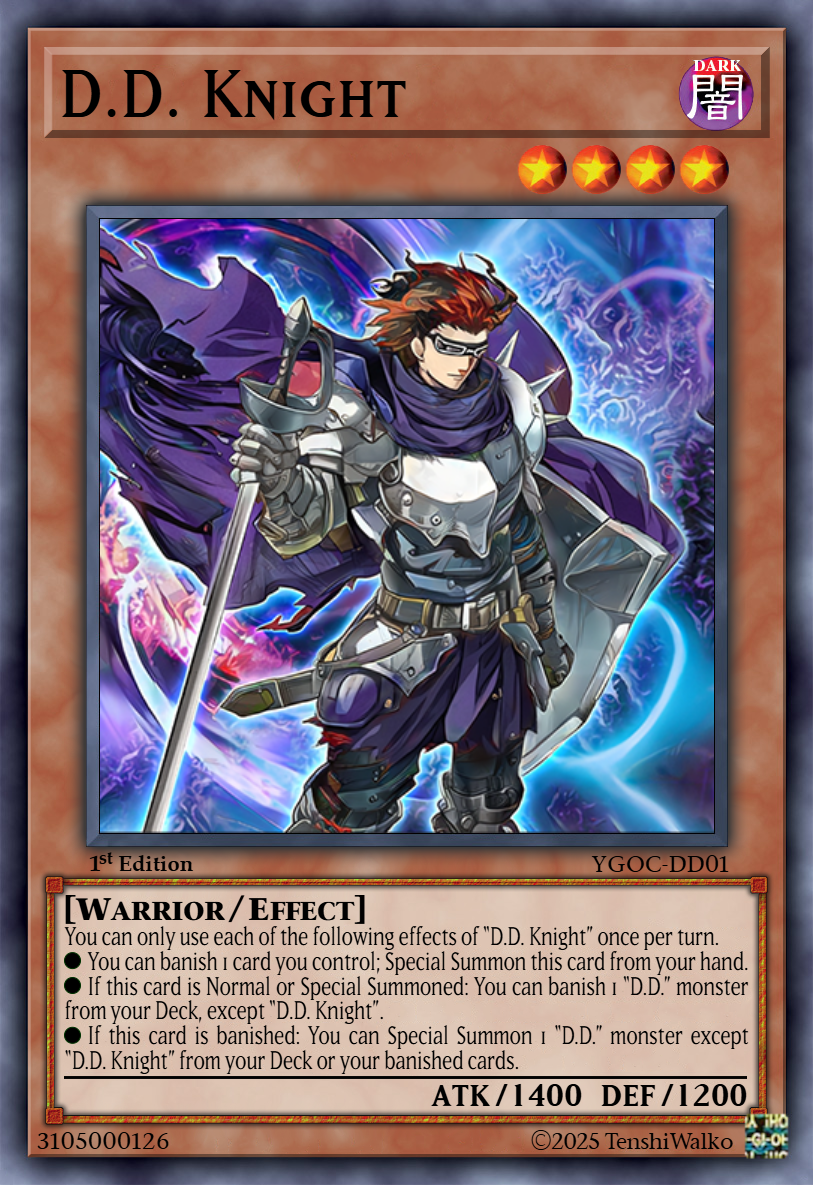 D.D. Knight
DARK
闇
1st Edition
YGOC-DD01
[Warrior/Effect]
You can only use each of the following effects of "D.D. Knight" once per turn.
● You can banish 1 card you control; Special Summon this card from your hand.
● If this card is Normal or Special Summoned: You can banish 1 "D.D." monster
from your Deck, except "D.D. Knight".
● If this card is banished: You can Special Summon 1 "D.D." monster except
"D.D. Knight" from your Deck or your banished cards.
ATK/1400 DEF/1200
3105000126
©2025 TenshiWalko